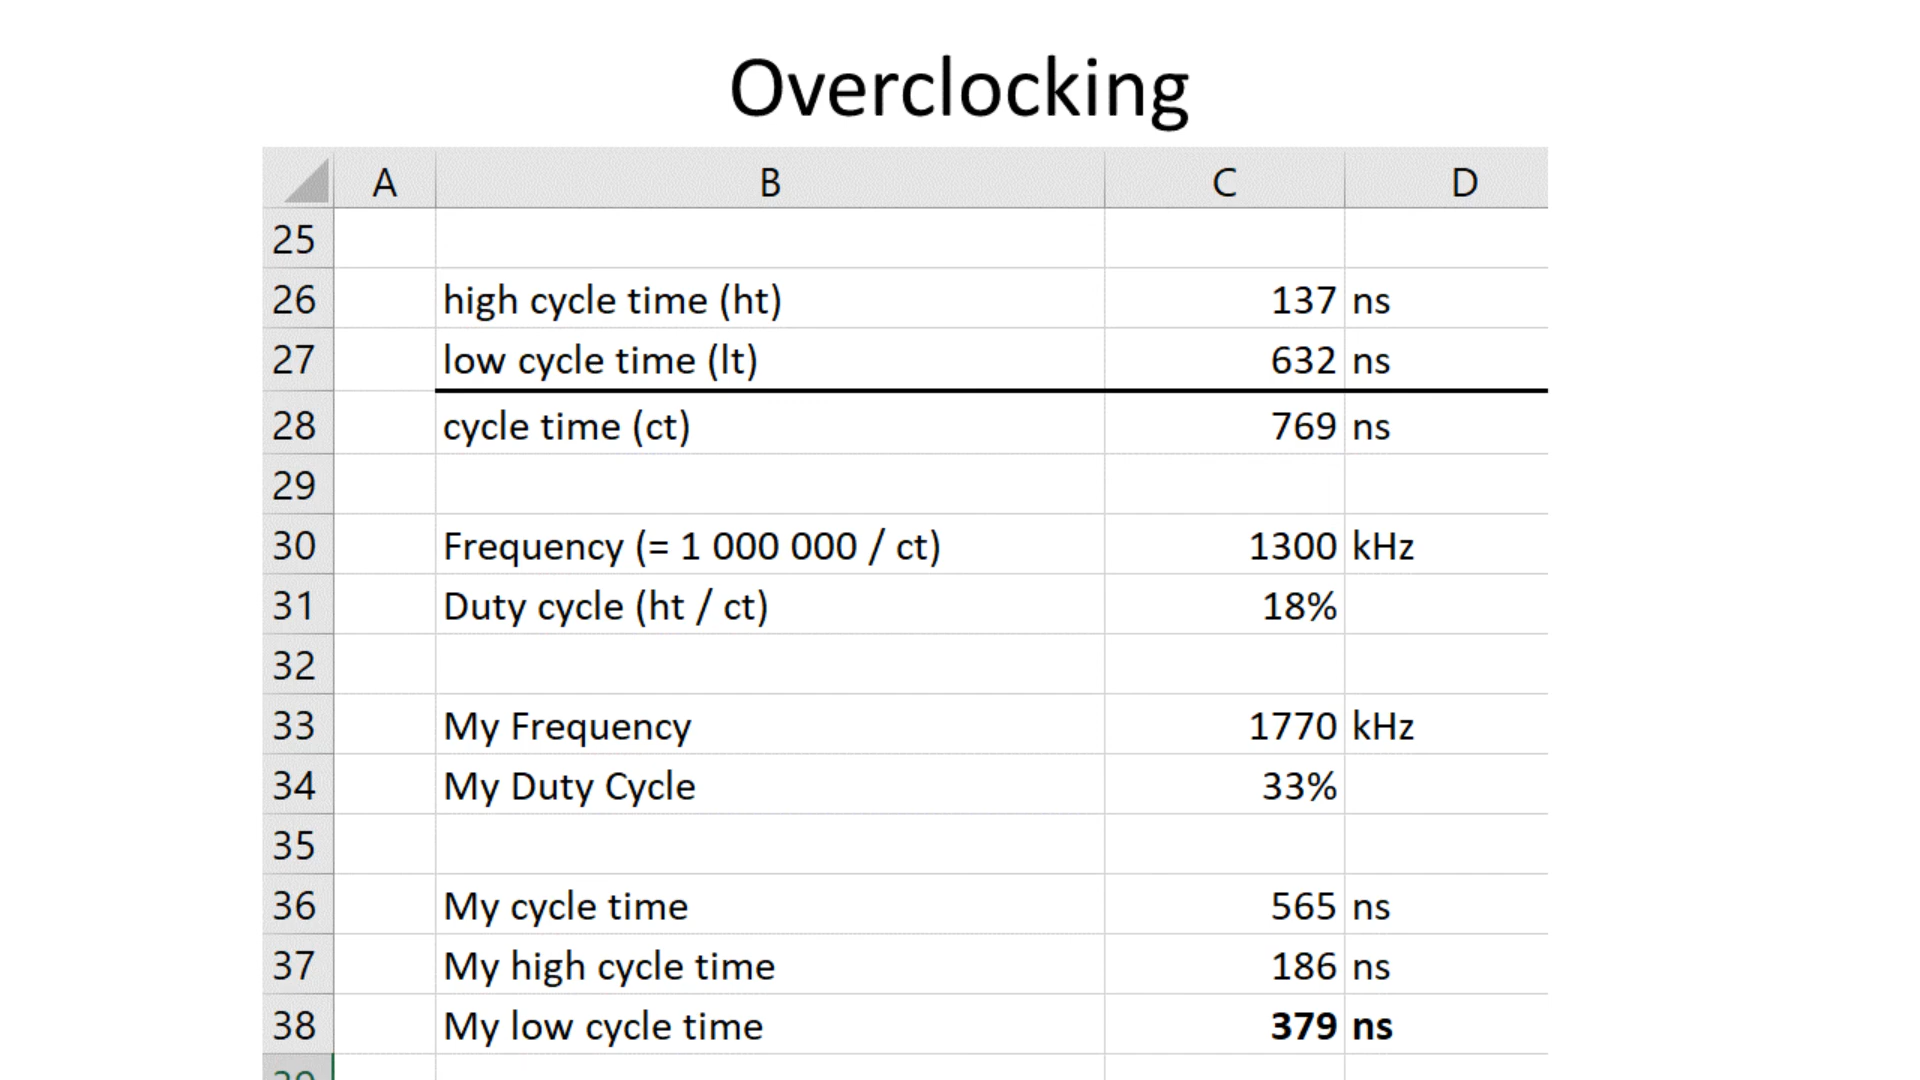 Overclocking
A B C D
25
26 high cycle time (ht) 137 ns
27 low cycle time (lt) 632 ns
28 cycle time (ct) 769 ns
29
30 Frequency (= 1 000 000 / ct) 1300 kHz
31 Duty cycle (ht / ct) 18%
32
33 My Frequency 1770 kHz
34 My Duty Cycle 33%
35
36 My cycle time 565 ns
37 My high cycle time 186 ns
38 My low cycle time 379 ns